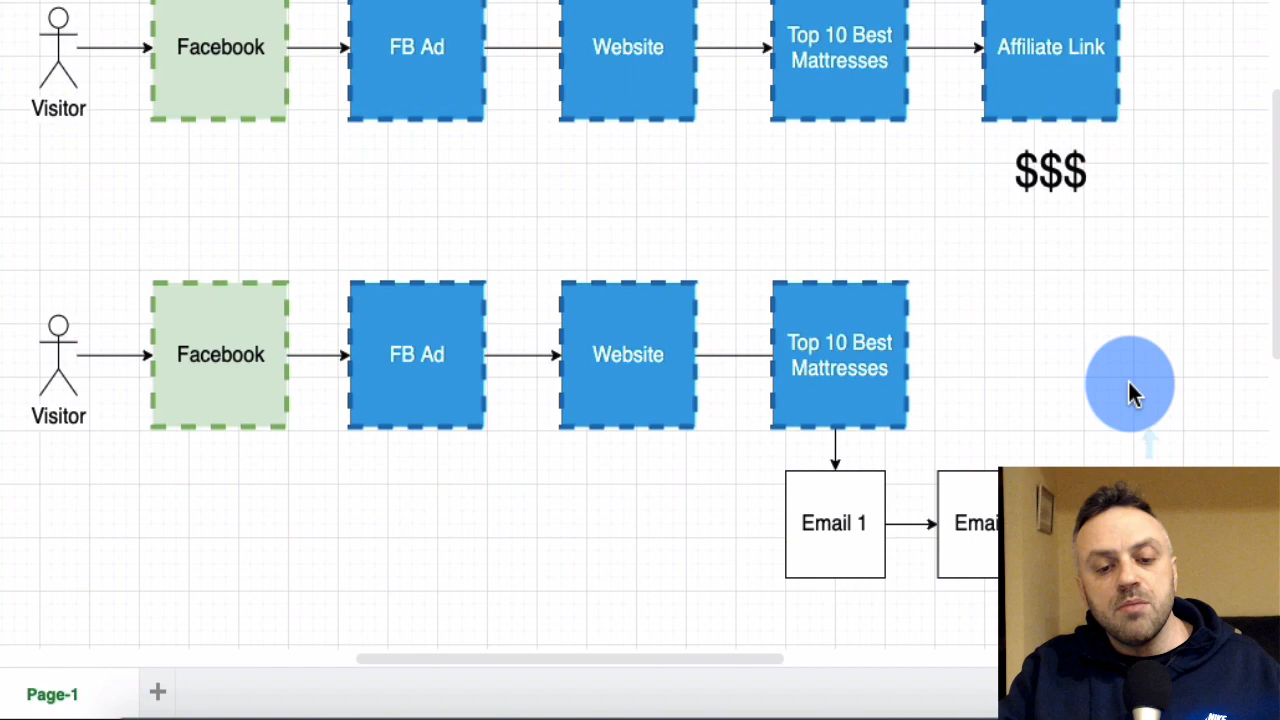 Facebook
FB Ad
Website
Top 10 Best
Mattresses
Affiliate Link
Visitor
$$$
Facebook
FB Ad
Website
Top 10 Best
Mattresses
Visitor
Email 1
Emai
NIKE
Page-1
+